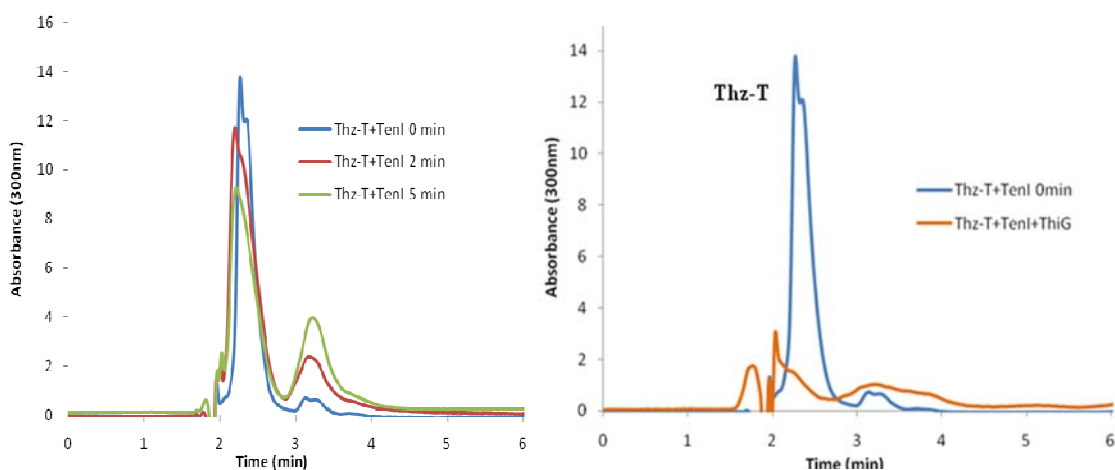 16
14
12
10
8
6
4
2
0
Absorbance (300nm)
Thz-T+TenI 0 min
Thz-T+TenI 2 min
Thz-T+TenI 5 min
0 1 2 3 4 5 6
Time (min)
14
12
10
8
6
4
2
0
Absorbance (300nm)
Thz-T
Thz-T+TenI 0min
Thz-T+TenI+ThiG
0 1 2 3 4 5 6
Time (min)